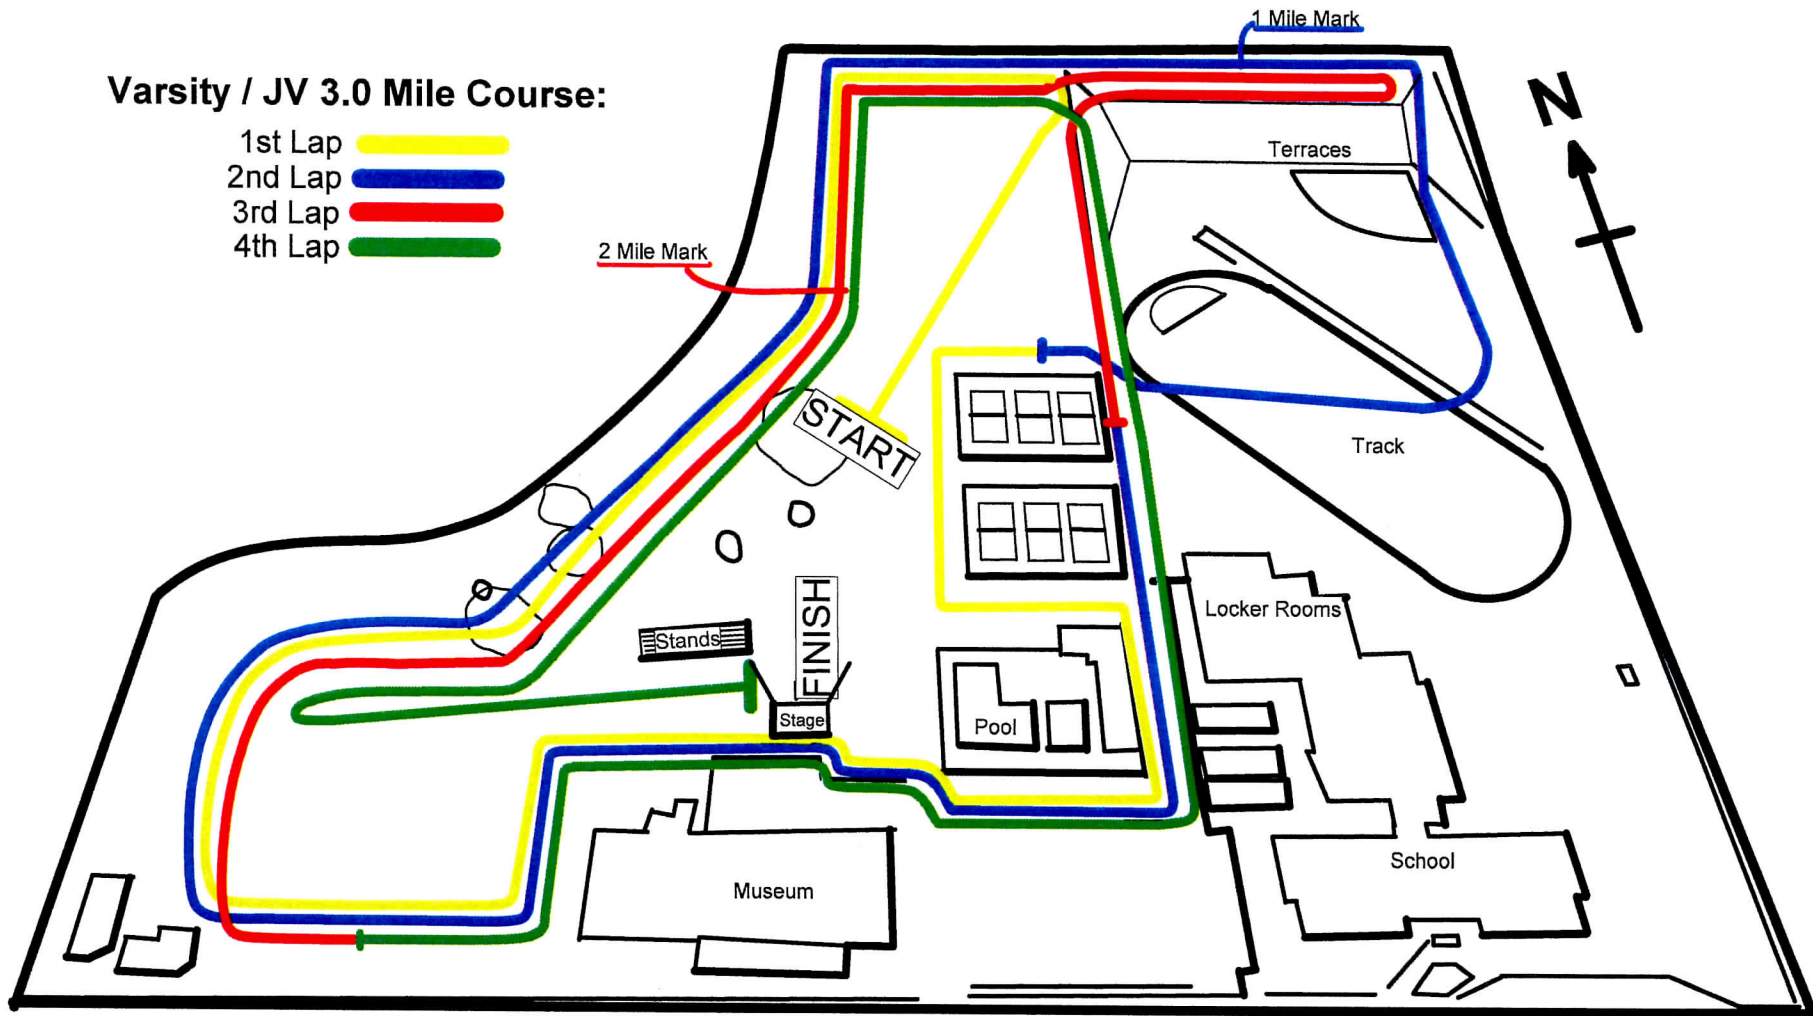 1 Mile Mark
Varsity / JV 3.0 Mile Course:
1st Lap
2nd Lap
3rd Lap
4th Lap
N
Terraces
2 Mile Mark
START
Track
FINISH
Locker Rooms
Stands
Stage
Pool
Museum
School